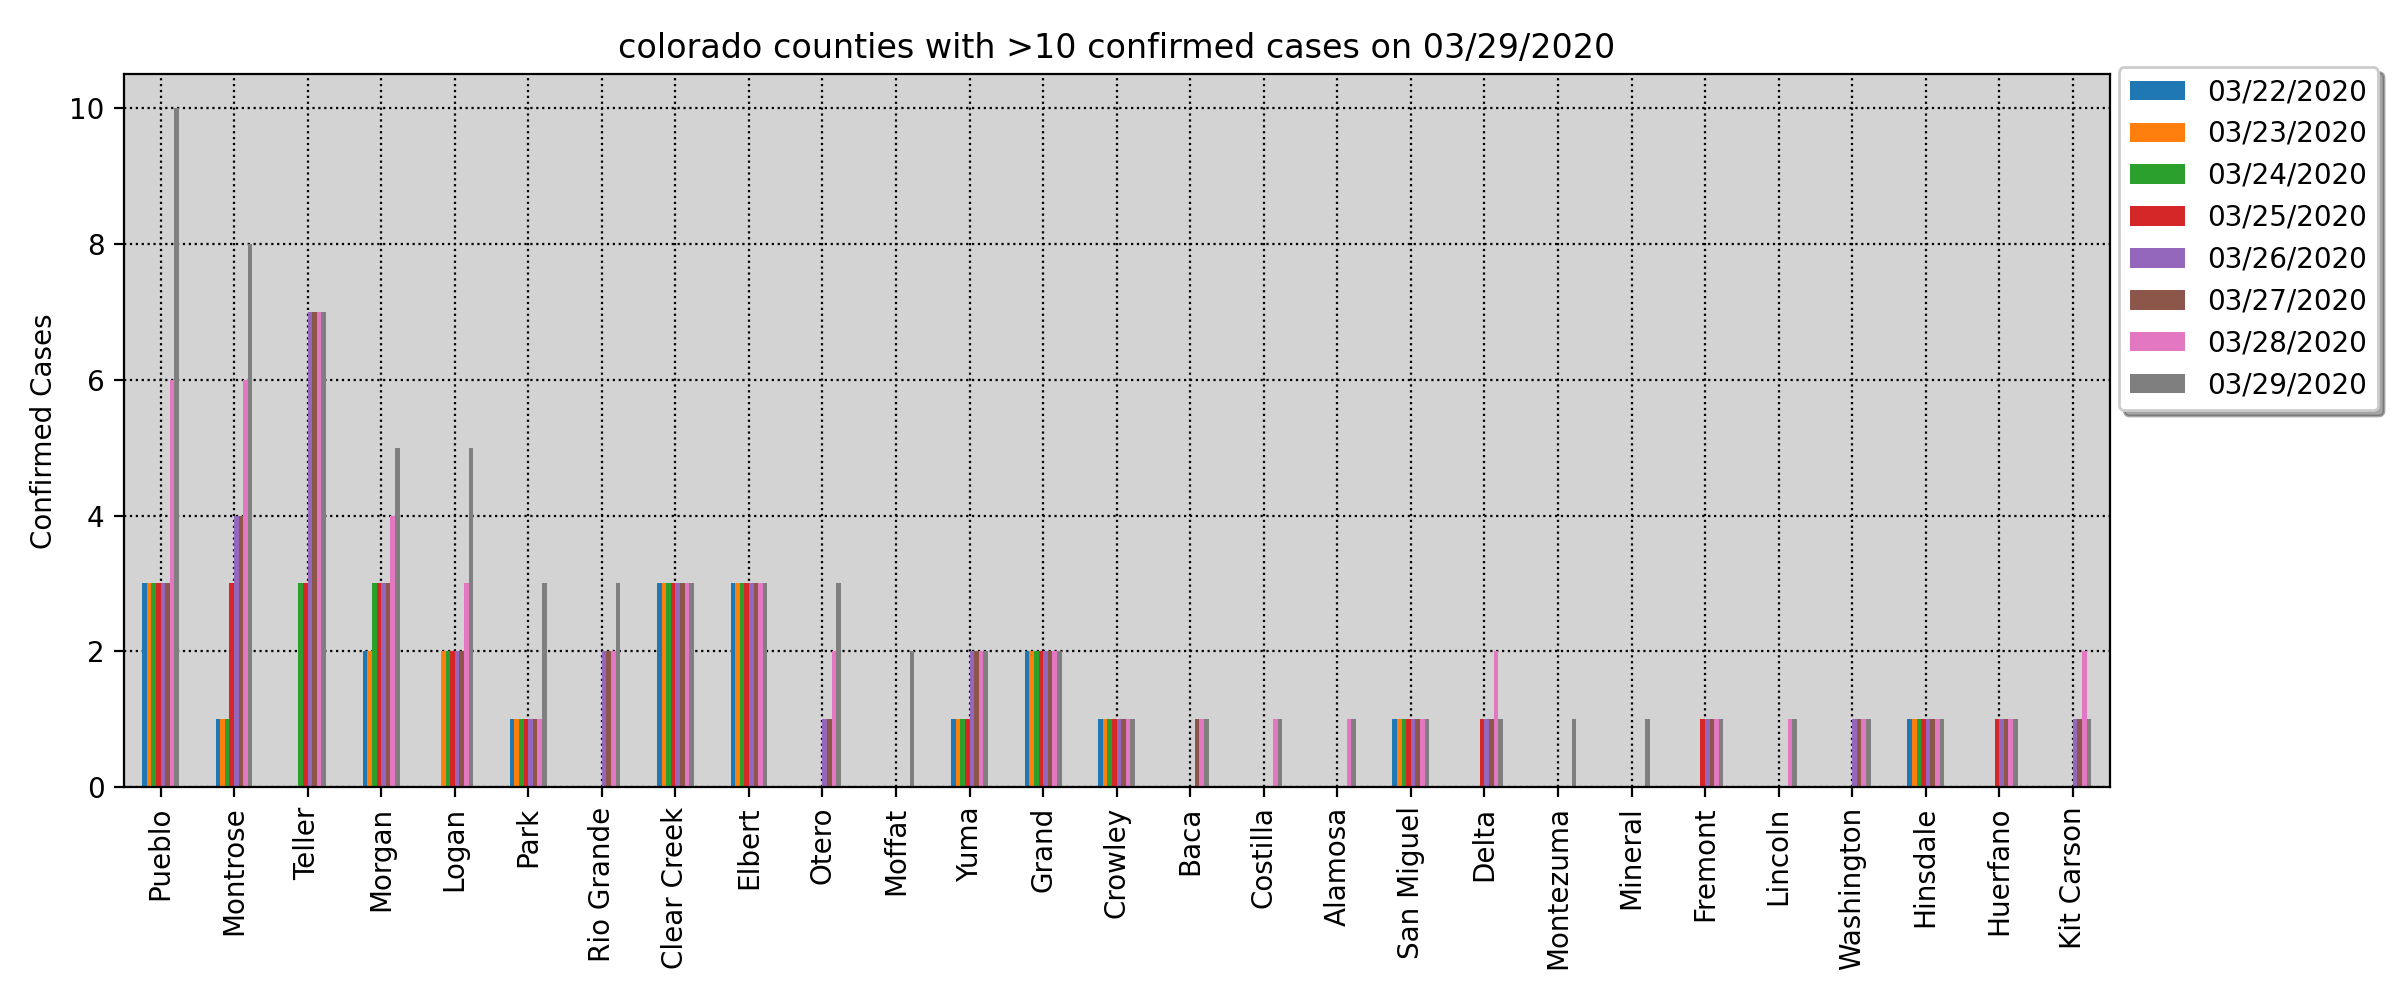 colorado counties with >10 confirmed cases on 03/29/2020
03/22/2020
03/23/2020
03/24/2020
03/25/2020
03/26/2020
03/27/2020
03/28/2020
03/29/2020
Confirmed Cases
10
8
6
4
2
0
Pueblo
Montrose
Teller
Morgan
Logan
Park
Rio Grande
Clear Creek
Elbert
Otero
Moffat
Yuma
Grand
Crowley
Baca
Costilla
Alamosa
San Miguel
Delta
Montezuma
Mineral
Fremont
Lincoln
Washington
Hinsdale
Huerfano
Kit Carson